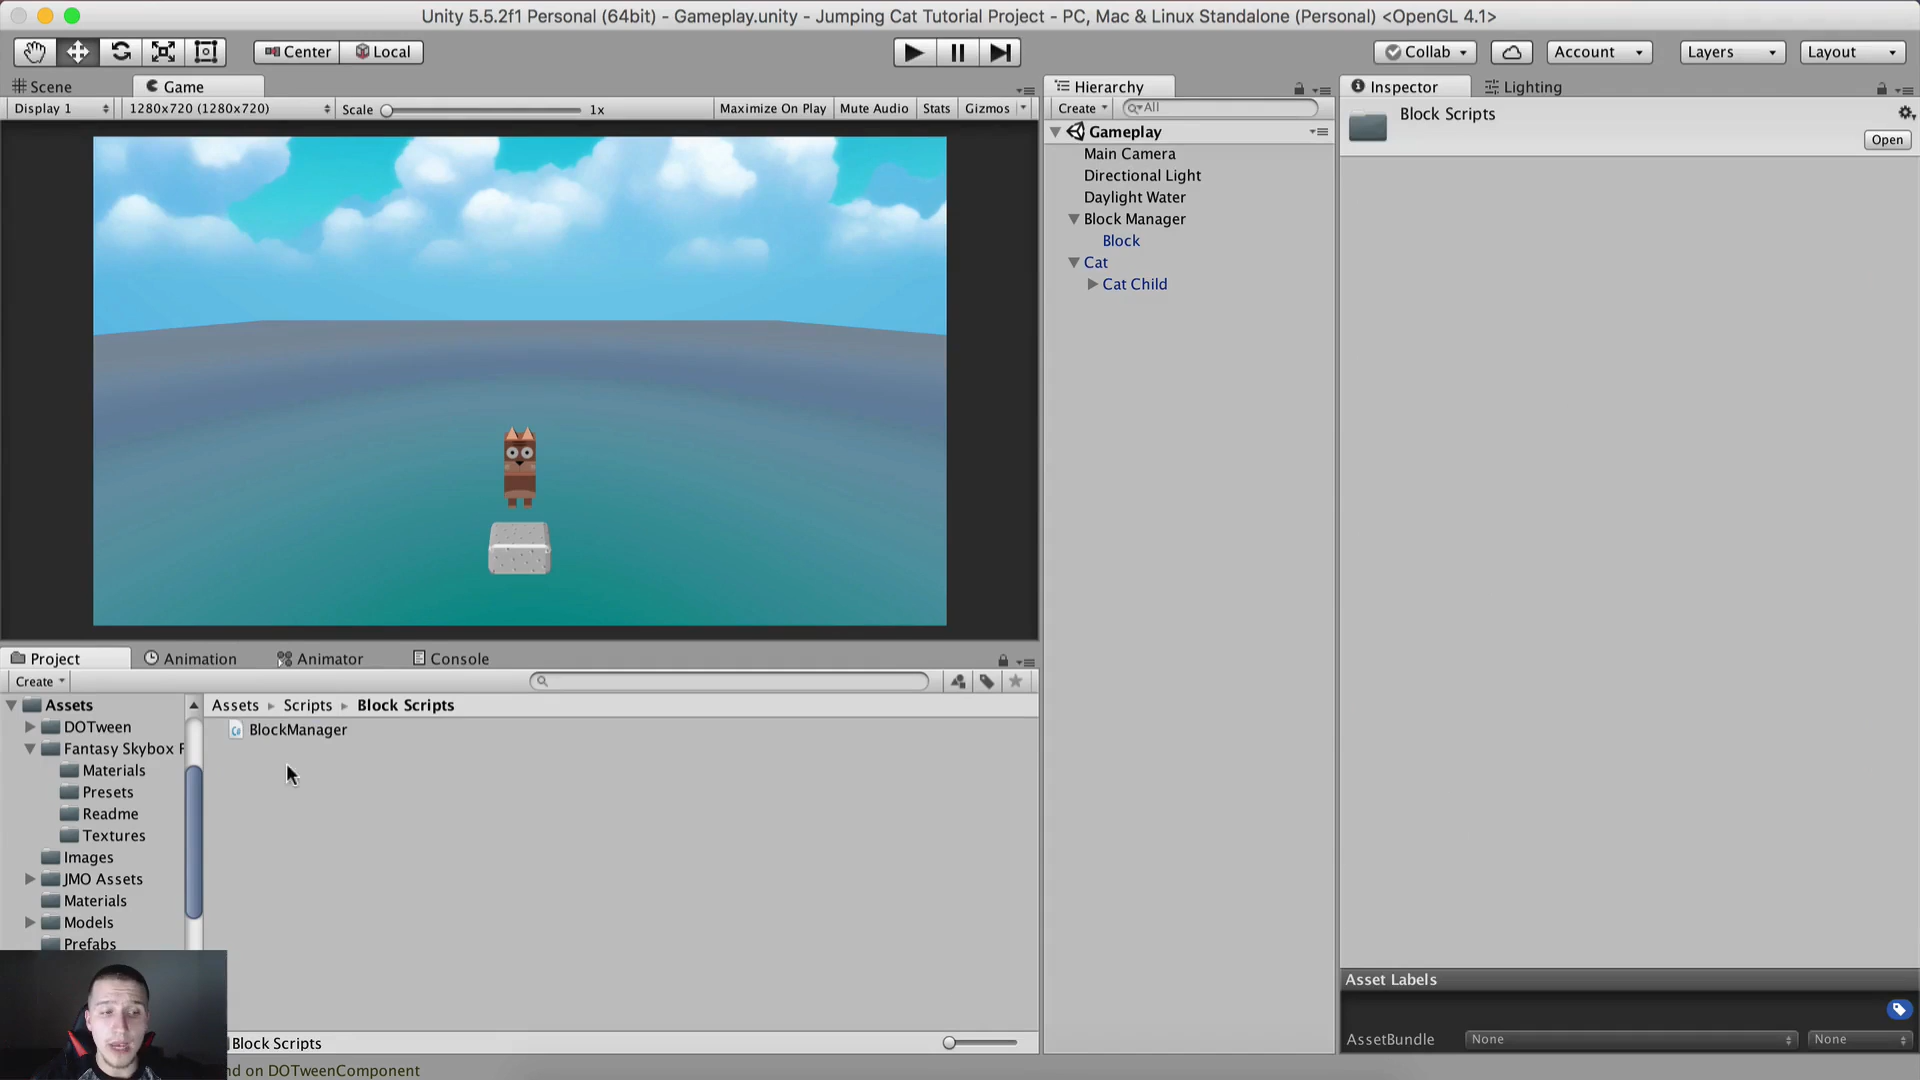 Unity 5.5.2f1 Personal (64bit) - Gameplay.unity - Jumping Cat Tutorial Project - PC, Mac & Linux Standalone (Personal) <OpenGL 4.1>
Center
Local
Collab
Account
Layers
Layout
Scene
Game
Display 1
1280x720 (1280x720)
Scale
1x
Maximize On Play
Mute Audio
Stats
Gizmos
Hierarchy
Create
All
Gameplay
Main Camera
Directional Light
Daylight Water
Block Manager
Block
Cat
Cat Child
Inspector
Lighting
Block Scripts
Open
Project
Animation
Animator
Console
Create
Assets
DOTween
Fantasy Skybox F
Materials
Presets
Readme
Textures
Images
JMO Assets
Materials
Models
Prefabs
Assets
Scripts
Block Scripts
BlockManager
Block Scripts
nd on DOTweenComponent
Asset Labels
AssetBundle
None
None